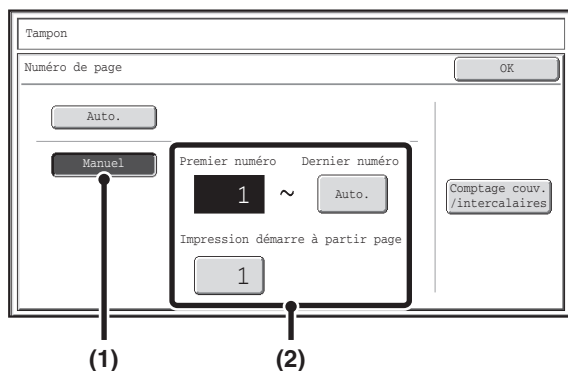 Tampon
Numéro de page
OK
Auto.
Manuel
Premier numéro Dernier numéro
1 ~ Auto.
Impression démarre à partir page
1
Comptage couv.
/intercalaires
(1) (2)